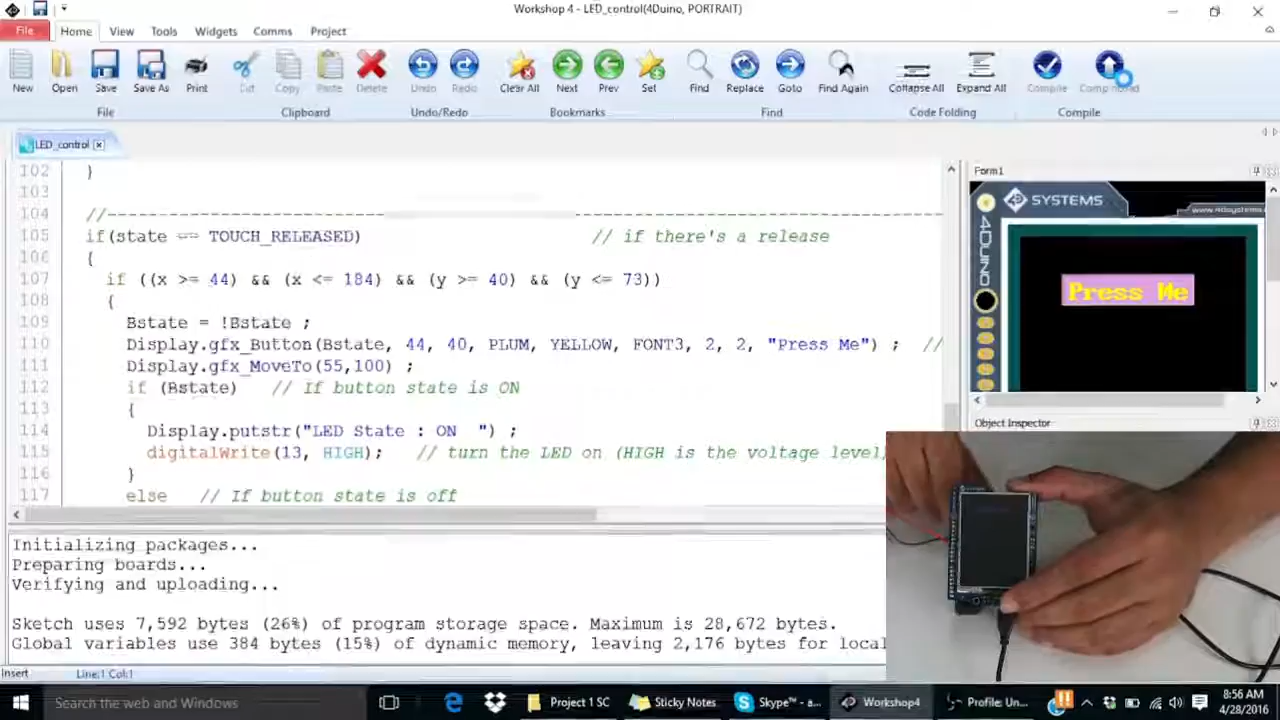 Workshop 4 - LED_control(4Duino, PORTRAIT)
File Home View Tools Widgets Comms Project
New Open Save Save As Print Cut Copy Paste Delete Undo Redo Clear All Next Prev Set Find Replace Goto Find Again Collapse All Expand All Compile
File Clipboard Undo/Redo Bookmarks Find Code Folding Compile
LED_control
Form1
102 }
103
104 //
105 if(state == TOUCH_RELEASED) // if there's a release
106 {
107 if ((x >= 44) && (x <= 184) && (y >= 40) && (y <= 73))
108 {
109 Bstate = !Bstate ;
110 Display.gfx_Button(Bstate, 44, 40, PLUM, YELLOW, FONT3, 2, 2, "Press Me") ; //
111 Display.gfx_MoveTo(55,100) ;
112 if (Bstate) // If button state is ON
113 {
114 Display.putstr("LED State : ON ") ;
115 digitalWrite(13, HIGH); // turn the LED on (HIGH is the voltage level)
116 }
117 else // If button state is off
4D SYSTEMS
www.4dsystems
4DUINO
Press Me
Object Inspector
Initializing packages...
Preparing boards...
Verifying and uploading...
Sketch uses 7,592 bytes (26%) of program storage space. Maximum is 28,672 bytes.
Global variables use 384 bytes (15%) of dynamic memory, leaving 2,176 bytes for local
Insert Line:1 Col:1
Search the web and Windows
Project 1 SC
Sticky Notes
Skype™ - a...
Workshop4
Profile: Un...
8:56 AM
4/28/2016